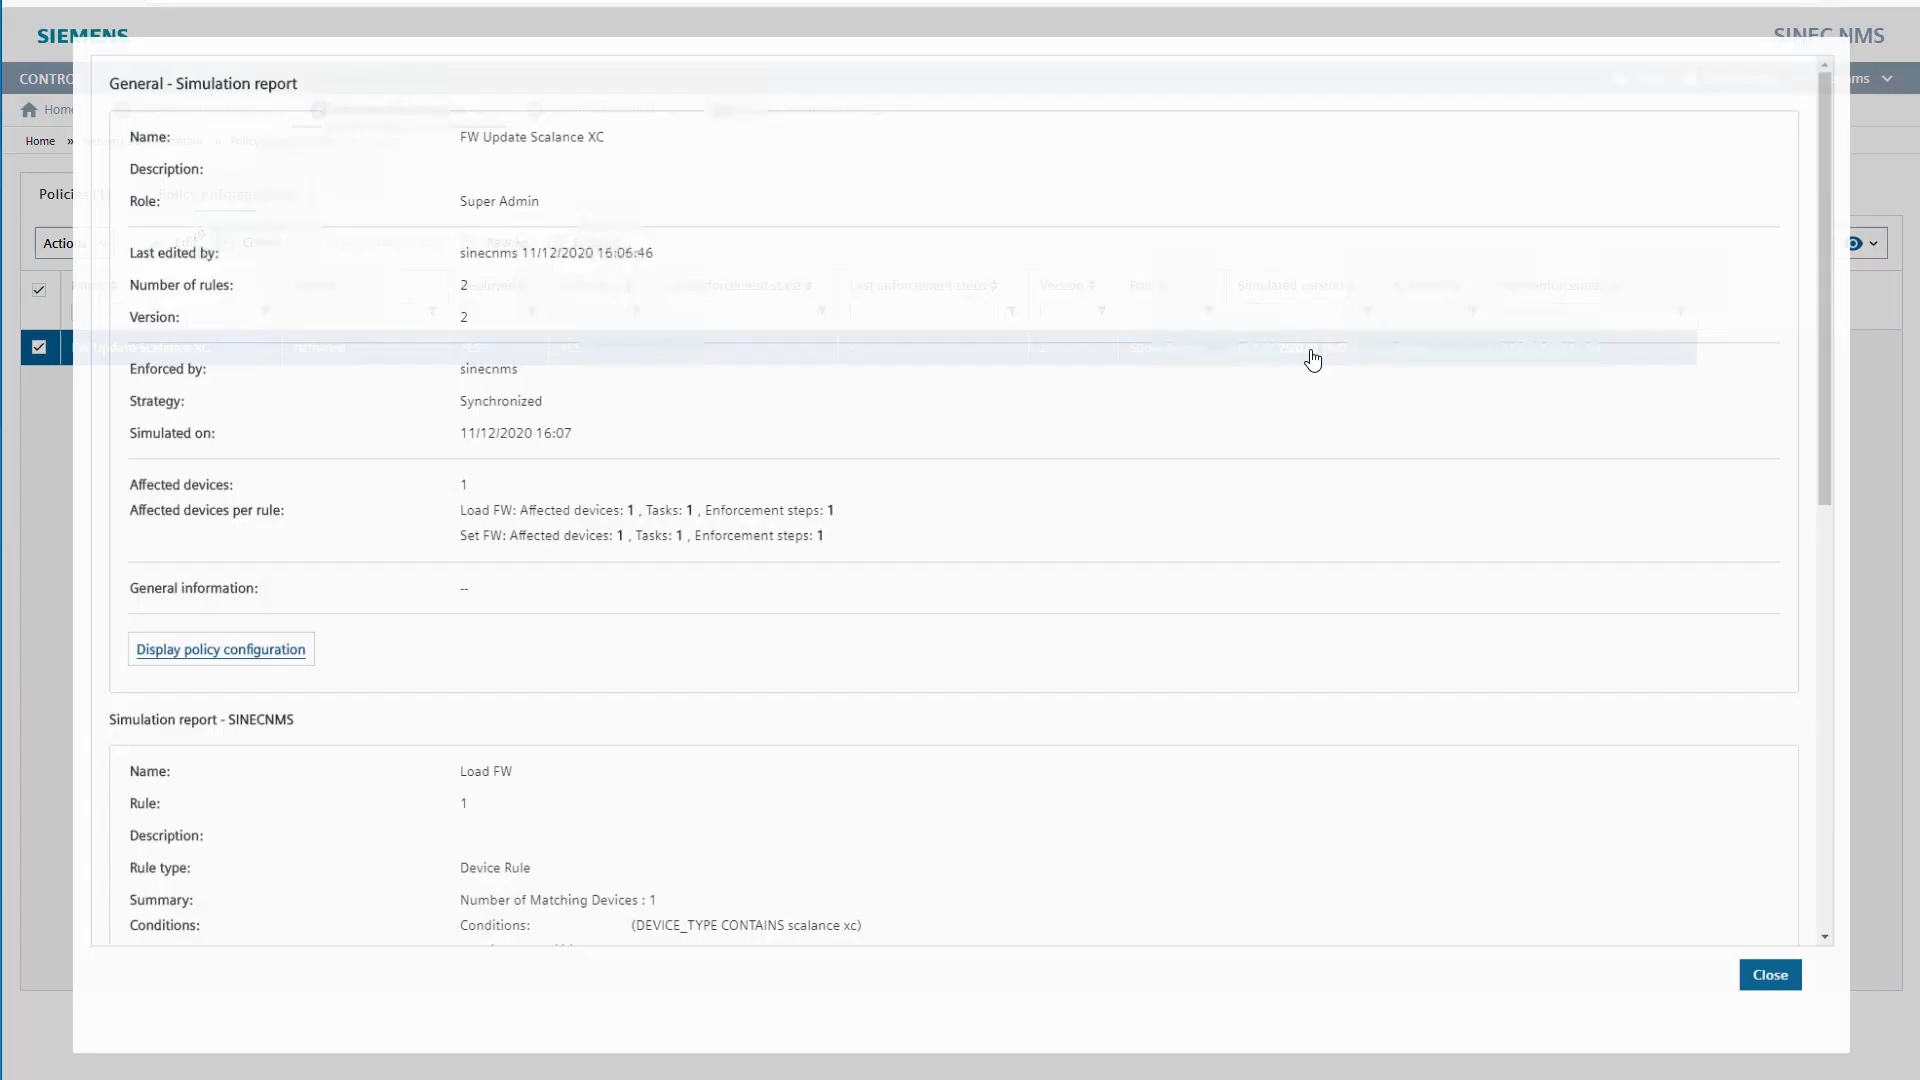 SIEMENS
SINEC NMS
CONTRO
ms
Home
Home »
General - Simulation report
Name: FW Update Scalance XC
Description:
Role: Super Admin
Last edited by: sinecnms 11/12/2020 16:06:46
Number of rules: 2
Version: 2
Enforced by: sinecnms
Strategy: Synchronized
Simulated on: 11/12/2020 16:07
Affected devices: 1
Affected devices per rule: Load FW: Affected devices: 1 , Tasks: 1 , Enforcement steps: 1
Set FW: Affected devices: 1 , Tasks: 1 , Enforcement steps: 1
General information: --
Display policy configuration
Simulation report - SINECNMS
Name: Load FW
Rule: 1
Description:
Rule type: Device Rule
Summary: Number of Matching Devices : 1
Conditions: Conditions: (DEVICE_TYPE CONTAINS scalance xc)
Close
Policies (1)
Actions